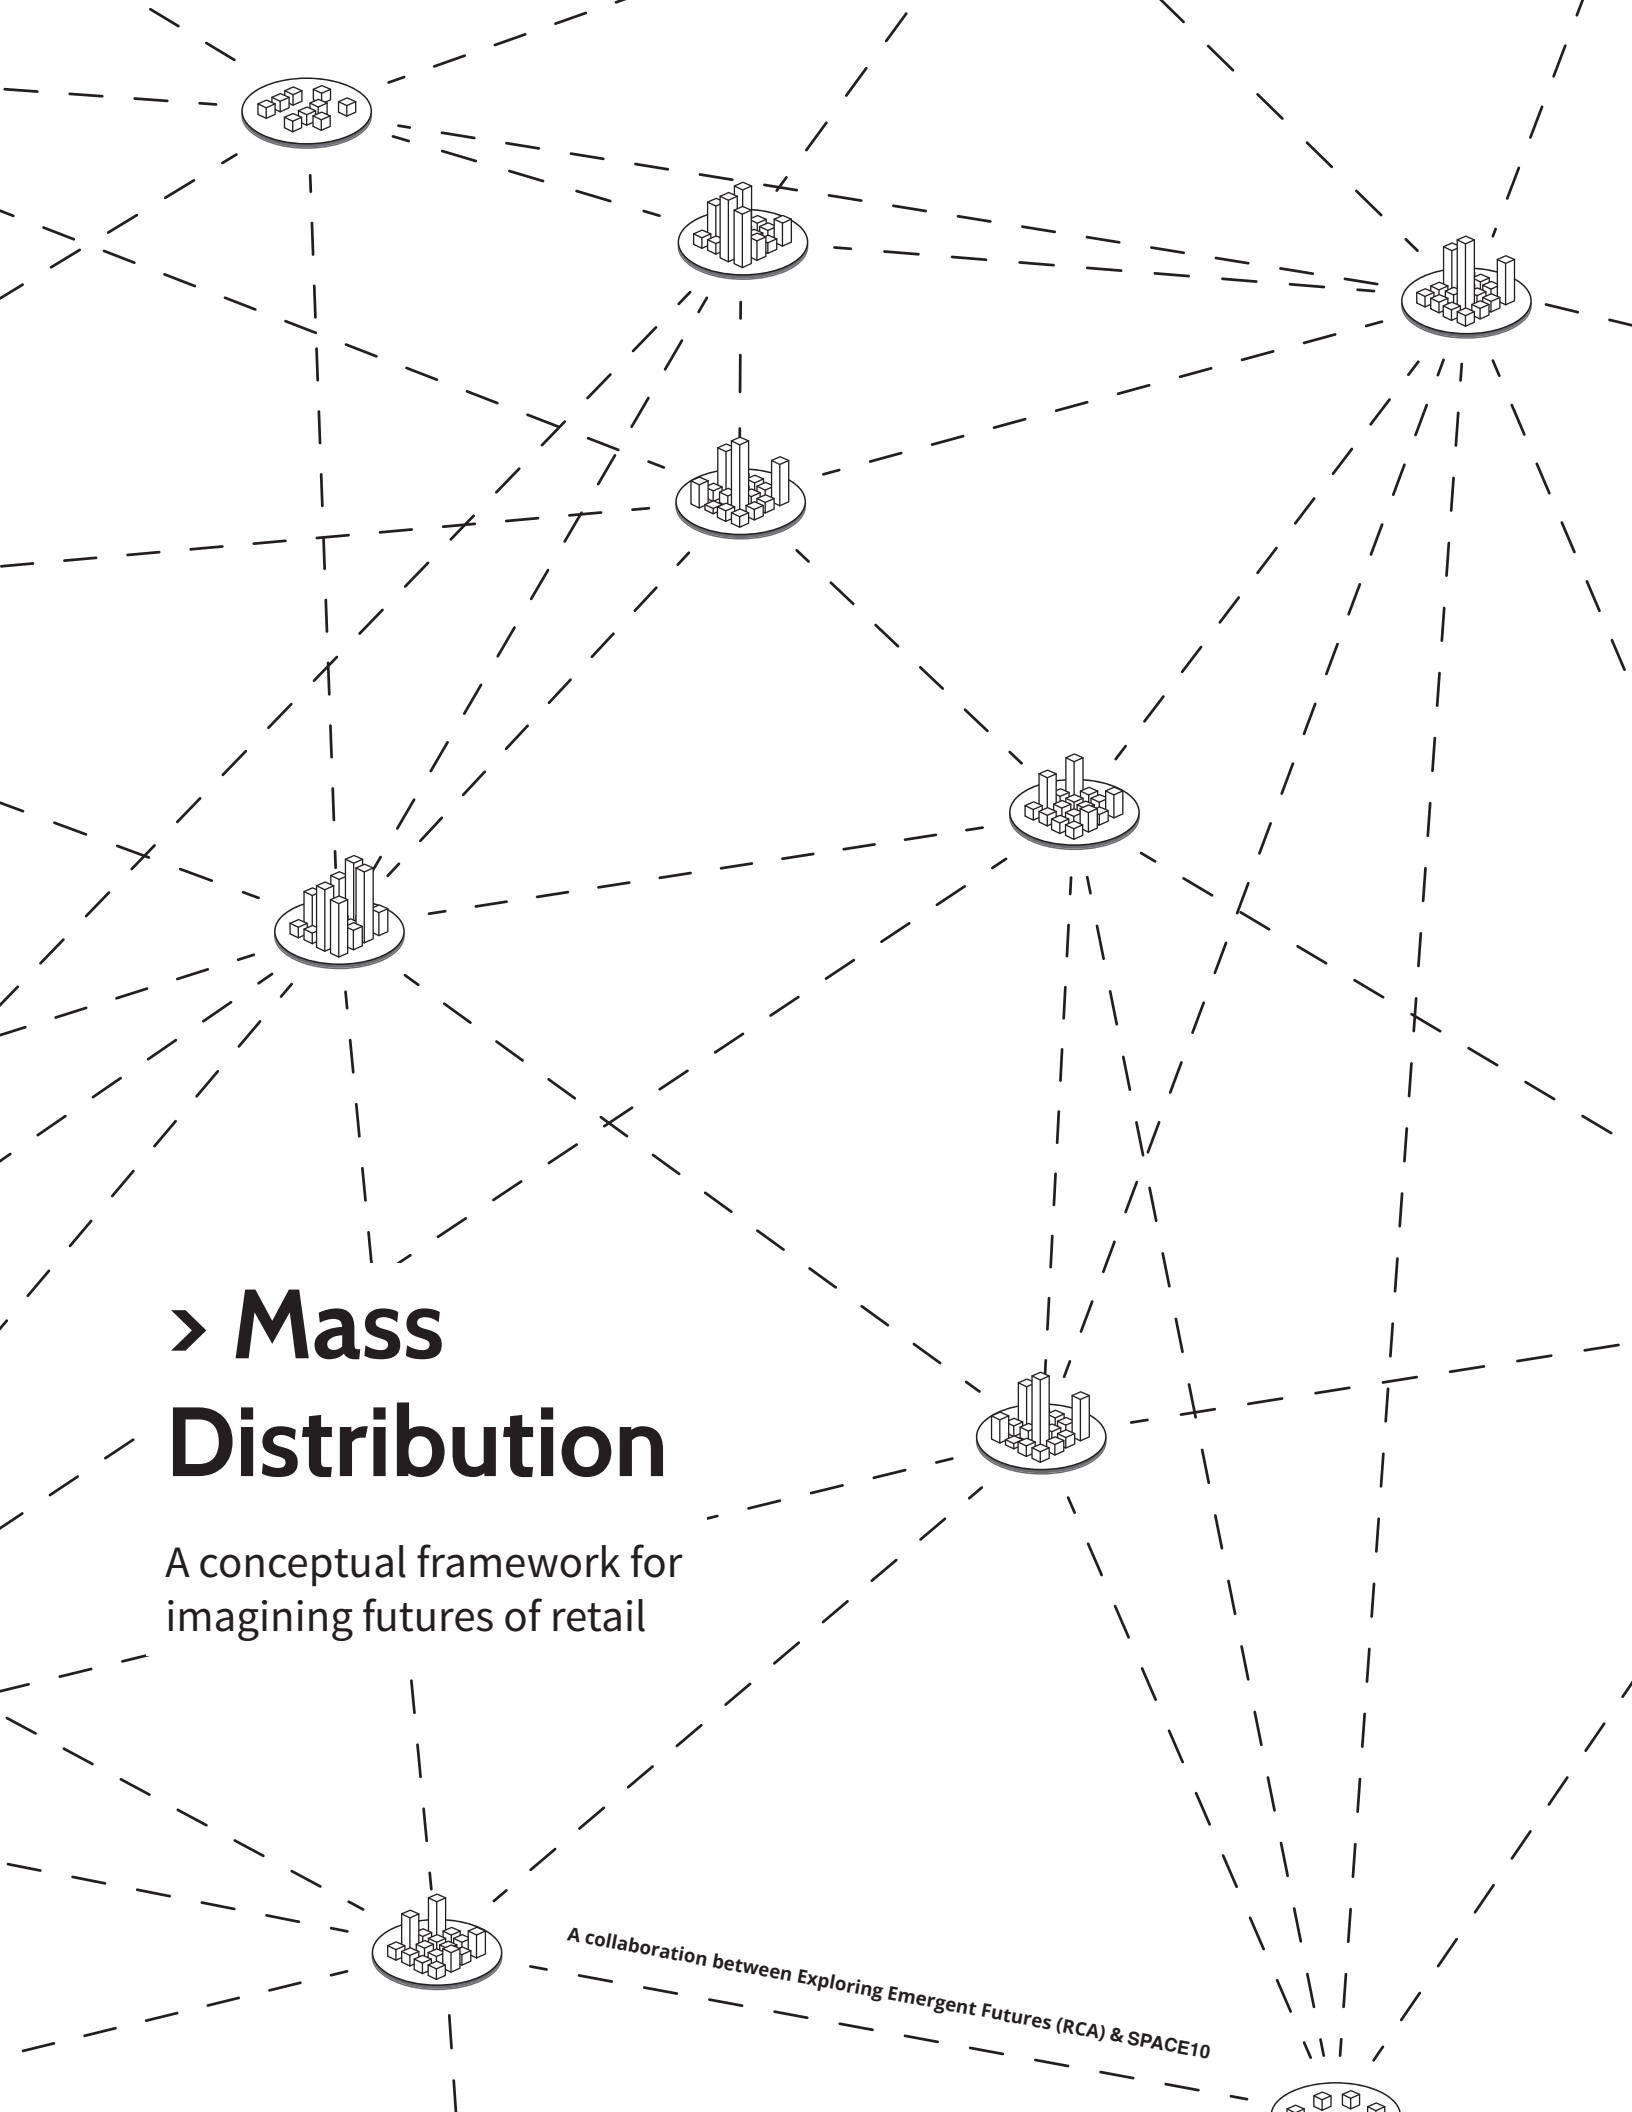 › Mass
Distribution
A conceptual framework for
imagining futures of retail
A collaboration between Exploring Emergent Futures (RCA) & SPACE10